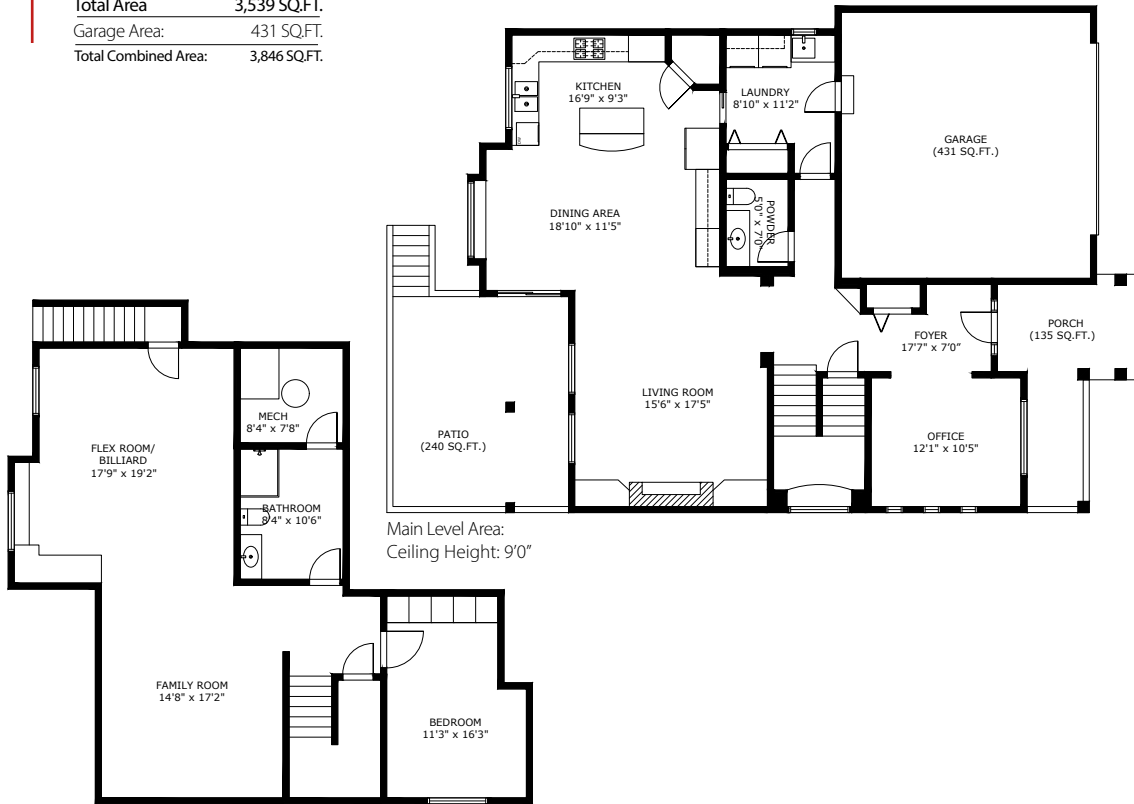 Total Area 3,539 SQ.FT.
Garage Area: 431 SQ.FT.
Total Combined Area: 3,846 SQ.FT.
KITCHEN
16'9" x 9'3"
LAUNDRY
8'10" x 11'2"
GARAGE
(431 SQ.FT.)
DINING AREA
18'10" x 11'5"
POWDER
5'0" x 7'0"
FOYER
17'7" x 7'0"
PORCH
(135 SQ.FT.)
LIVING ROOM
15'6" x 17'5"
PATIO
(240 SQ.FT.)
OFFICE
12'1" x 10'5"
Main Level Area:
Ceiling Height: 9'0"
MECH
8'4" x 7'8"
FLEX ROOM/
BILLIARD
17'9" x 19'2"
BATHROOM
8'4" x 10'6"
FAMILY ROOM
14'8" x 17'2"
BEDROOM
11'3" x 16'3"